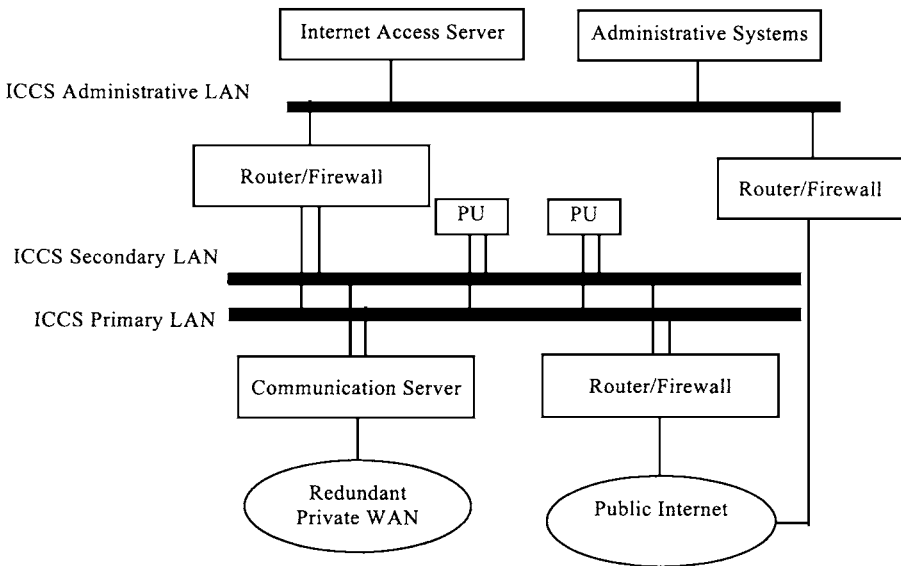 Internet Access Server
Administrative Systems
ICCS Administrative LAN
Router/Firewall
Router/Firewall
PU
PU
ICCS Secondary LAN
ICCS Primary LAN
Communication Server
Router/Firewall
Redundant
Private WAN
Public Internet